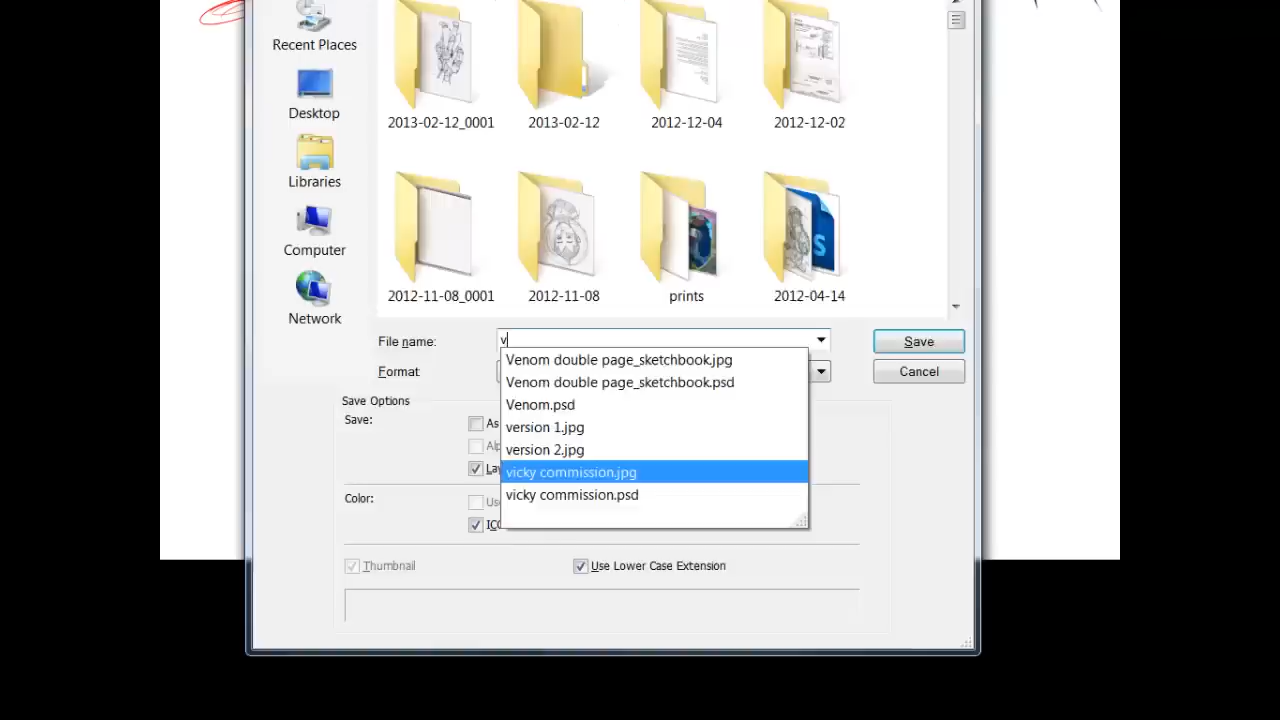 Recent Places
Desktop
Libraries
Computer
Network
2013-02-12_0001
2013-02-12
2012-12-04
2012-12-02
2012-11-08_0001
2012-11-08
prints
2012-04-14
File name:
v
Save
Format
Cancel
Venom double page_sketchbook.jpg
Venom double page_sketchbook.psd
Venom.psd
version 1.jpg
version 2.jpg
vicky commission.jpg
vicky commission.psd
Save Options
Save:
As
Color:
Thumbnail
Use Lower Case Extension